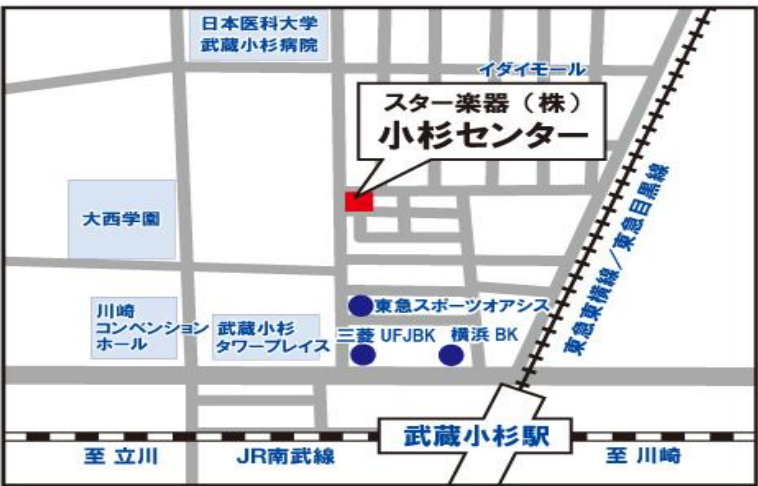 日本医科大学
武蔵小杉病院
イダイモール
スター楽器（株）
小杉センター
大西学園
東急東横線／東急目黒線
川崎
コンベンション
ホール
武蔵小杉
タワープレイス
東急スポーツオアシス
三菱 UFJBK
横浜 BK
武蔵小杉駅
至 立川
JR南武線
至 川崎